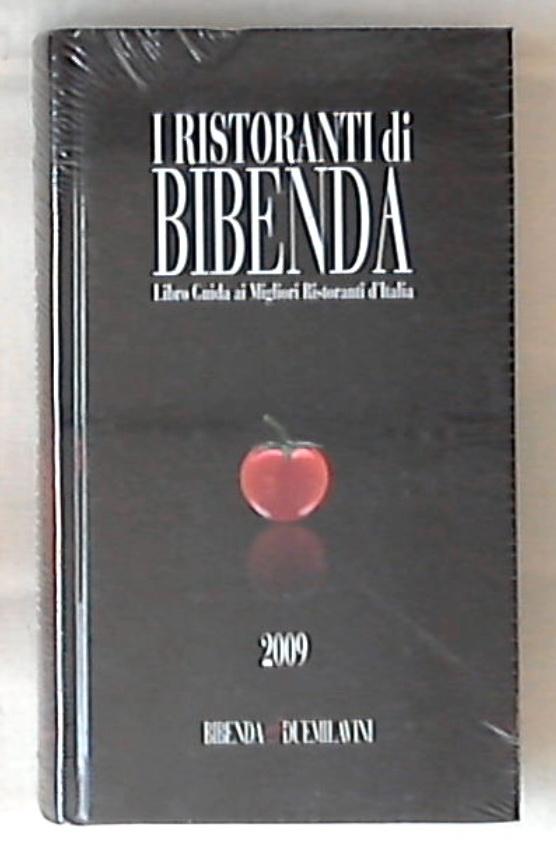 I RISTORANTI di
BIBENDA
Libro Guida ai Migliori Ristoranti d'Italia
2009
BIBENDA DUEMILAVINI